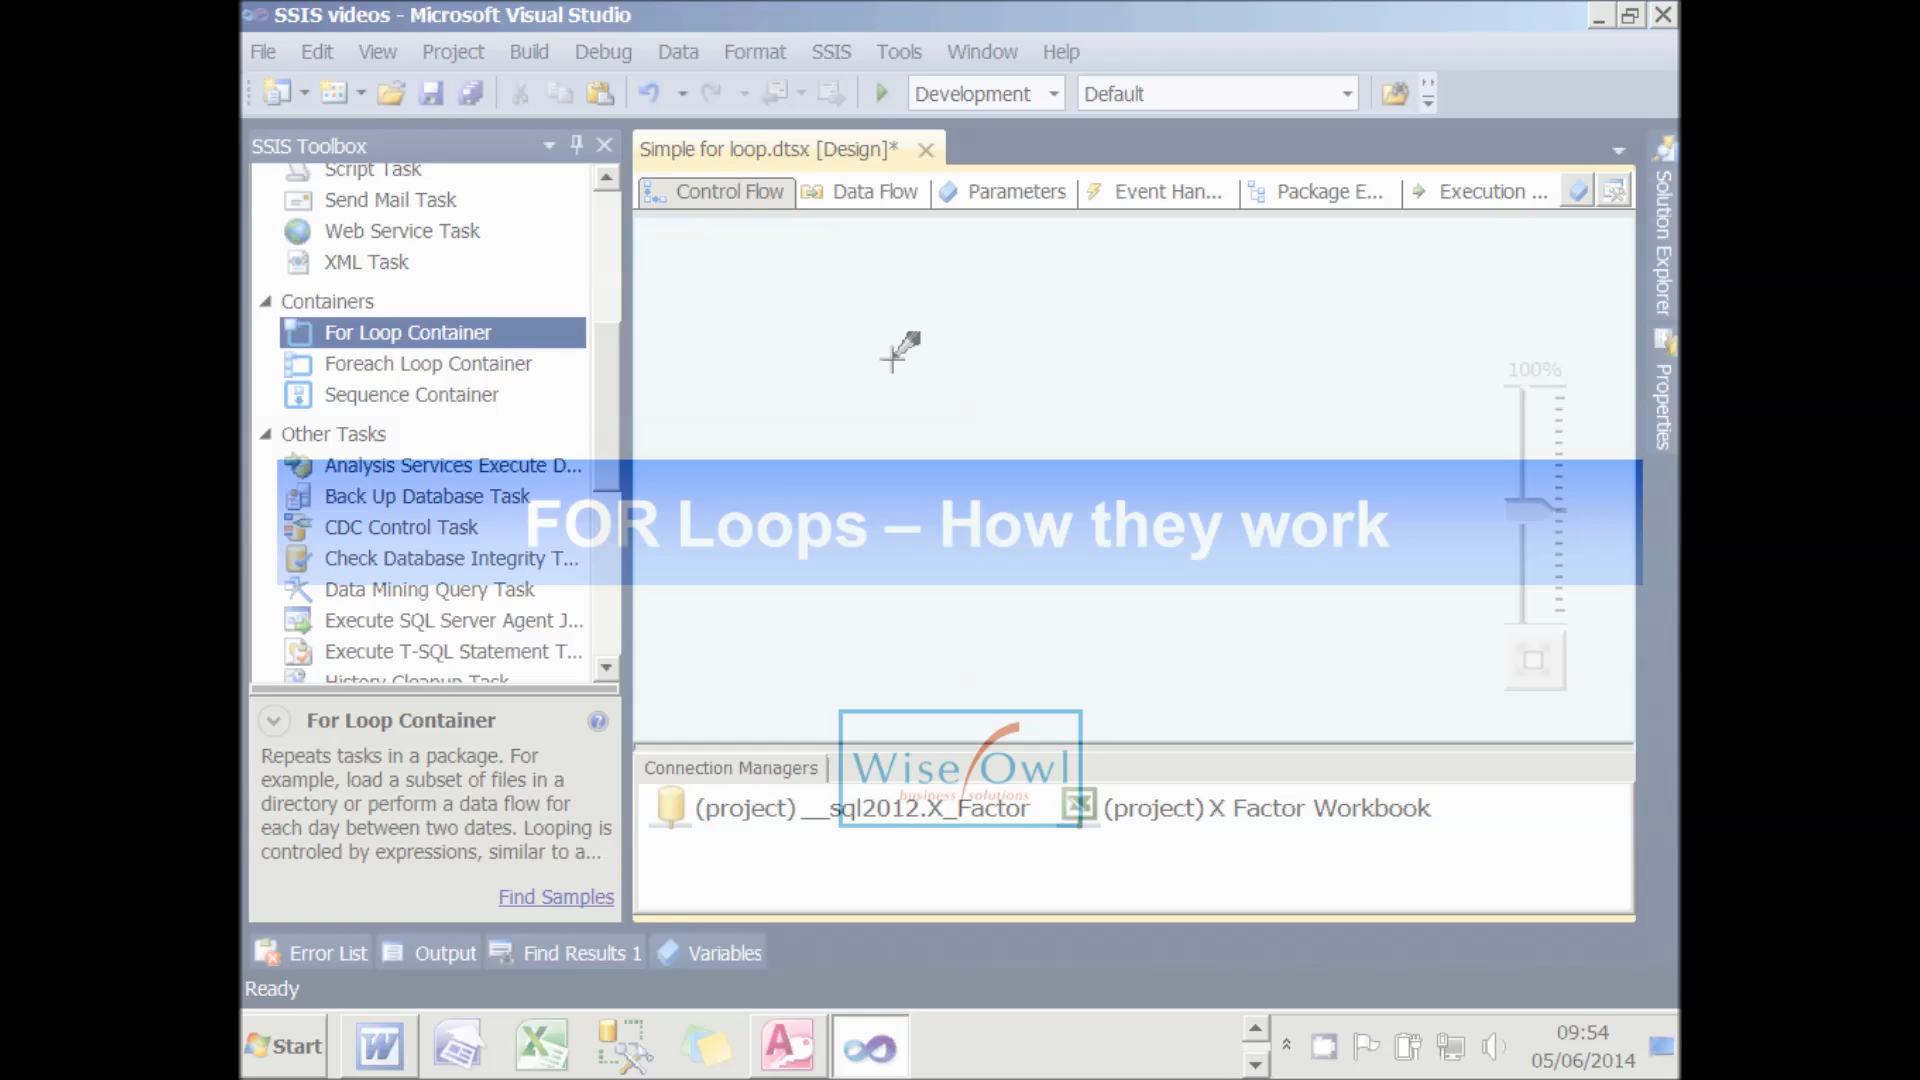 SSIS videos - Microsoft Visual Studio
File Edit View Project Build Debug Data Format SSIS Tools Window Help
Development Default
SSIS Toolbox
Script Task
Send Mail Task
Web Service Task
XML Task
Containers
For Loop Container
Foreach Loop Container
Sequence Container
Other Tasks
Analysis Services Execute D...
Back Up Database Task
CDC Control Task
Check Database Integrity T...
Data Mining Query Task
Execute SQL Server Agent J...
Execute T-SQL Statement T...
History Cleanup Task
For Loop Container
Repeats tasks in a package. For
example, load a subset of files in a
directory or perform a data flow for
each day between two dates. Looping is
controled by expressions, similar to a...
Find Samples
Simple for loop.dtsx [Design]*
Control Flow Data Flow Parameters Event Han... Package E... Execution ...
100%
FOR Loops – How they work
Wise Owl
business solutions
Connection Managers
(project) __sql2012.X_Factor (project) X Factor Workbook
Solution Explorer
Properties
Error List Output Find Results 1 Variables
Ready
Start
09:54
05/06/2014